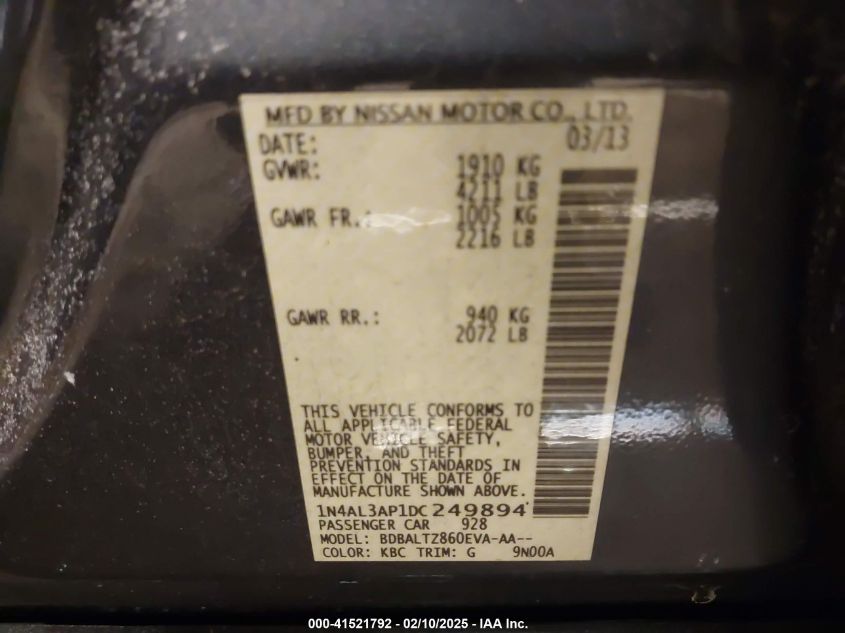 MFD BY NISSAN MOTOR CO., LTD.
DATE: 03/13
GVWR: 1910 KG
4211 LB
GAWR FR.: 1005 KG
2216 LB
GAWR RR.: 940 KG
2072 LB
THIS VEHICLE CONFORMS TO
ALL APPLICABLE FEDERAL
MOTOR VEHICLE SAFETY,
BUMPER, AND THEFT
PREVENTION STANDARDS IN
EFFECT ON THE DATE OF
MANUFACTURE SHOWN ABOVE.
1N4AL3AP1DC249894
PASSENGER CAR 928
MODEL: BDBALTZ860EVA-AA--
COLOR: KBC TRIM: G 9N00A
000-41521792 - 02/10/2025 - IAA Inc.